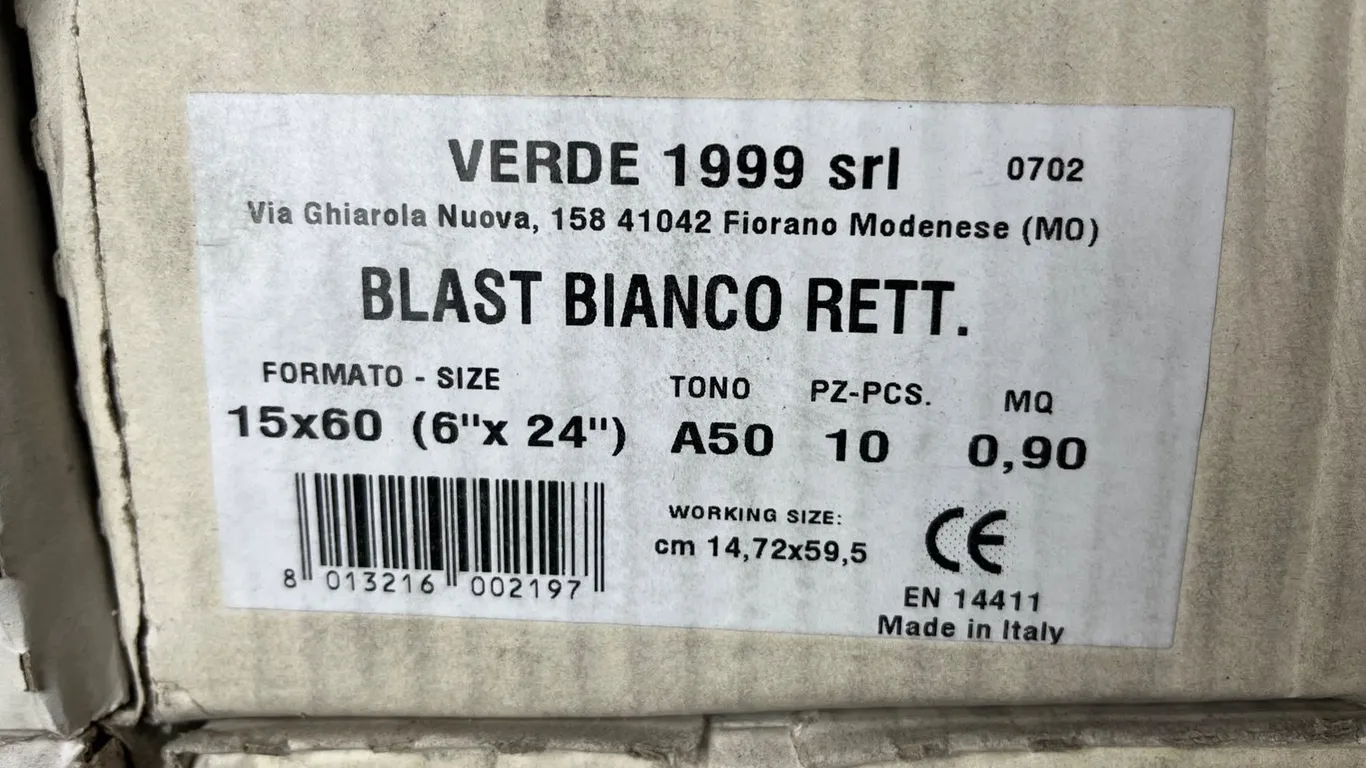 VERDE 1999 srl 0702
Via Ghiarola Nuova, 158 41042 Fiorano Modenese (MO)
BLAST BIANCO RETT.
FORMATO - SIZE TONO PZ-PCS. MQ
15x60 (6"x 24") A50 10 0,90
WORKING SIZE:
cm 14,72x59,5
CE
8 013216 002197
EN 14411
Made in Italy